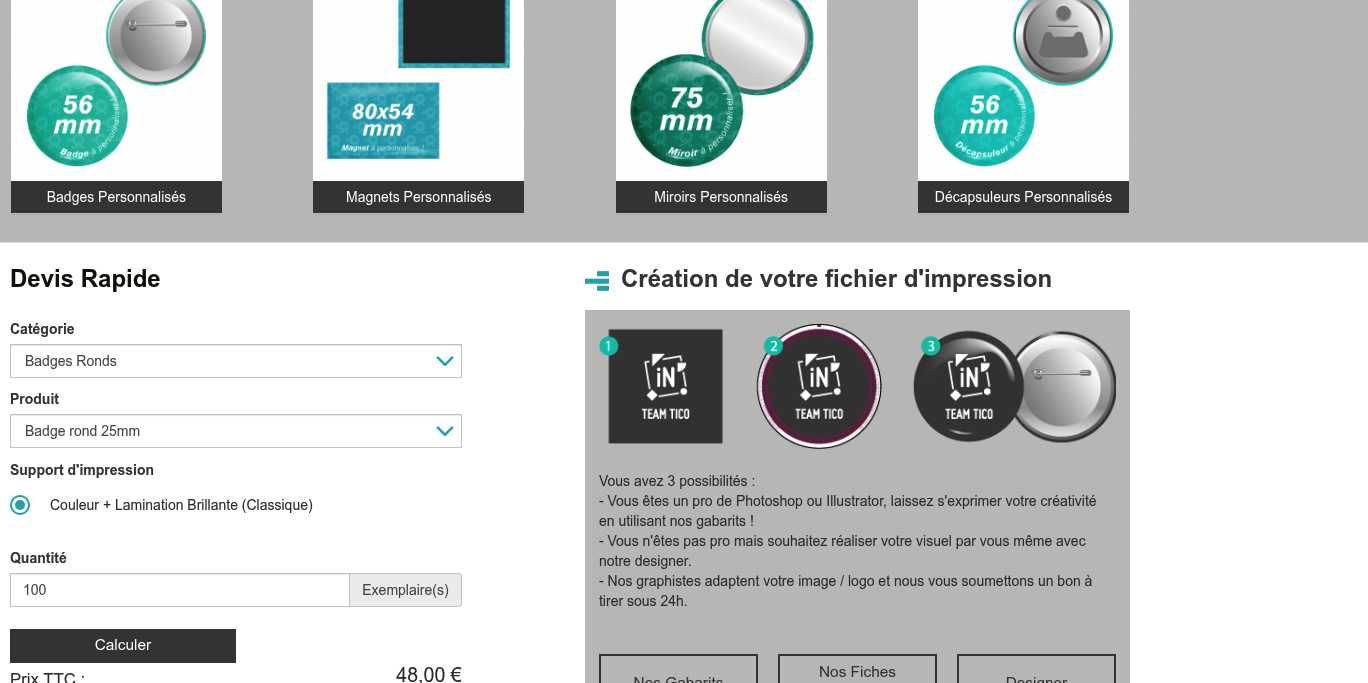 56
mm
Badge à personnaliser !
Badges Personnalisés
80x54
mm
Magnet à personnaliser !
Magnets Personnalisés
75
mm
Miroir à personnaliser !
Miroirs Personnalisés
56
mm
Décapsuleur à personnaliser !
Décapsuleurs Personnalisés
Devis Rapide
Catégorie
Badges Ronds
Produit
Badge rond 25mm
Support d'impression
Couleur + Lamination Brillante (Classique)
Quantité
100 Exemplaire(s)
Calculer
Prix TTC : 48,00 €
Création de votre fichier d'impression
1
iN
TEAM TICO
2
iN
TEAM TICO
3
iN
TEAM TICO
Vous avez 3 possibilités :
- Vous êtes un pro de Photoshop ou Illustrator, laissez s'exprimer votre créativité
en utilisant nos gabarits !
- Vous n'êtes pas pro mais souhaitez réaliser votre visuel par vous même avec
notre designer.
- Nos graphistes adaptent votre image / logo et nous vous soumettons un bon à
tirer sous 24h.
Nos Gabarits
Nos Fiches
Designer